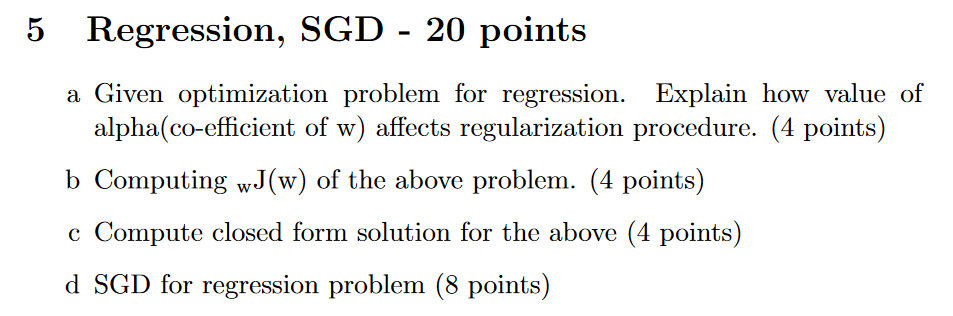 5 Regression, SGD - 20 points
a Given optimization problem for regression. Explain how value of
alpha(co-efficient of w) affects regularization procedure. (4 points)
b Computing wJ(w) of the above problem. (4 points)
c Compute closed form solution for the above (4 points)
d SGD for regression problem (8 points)